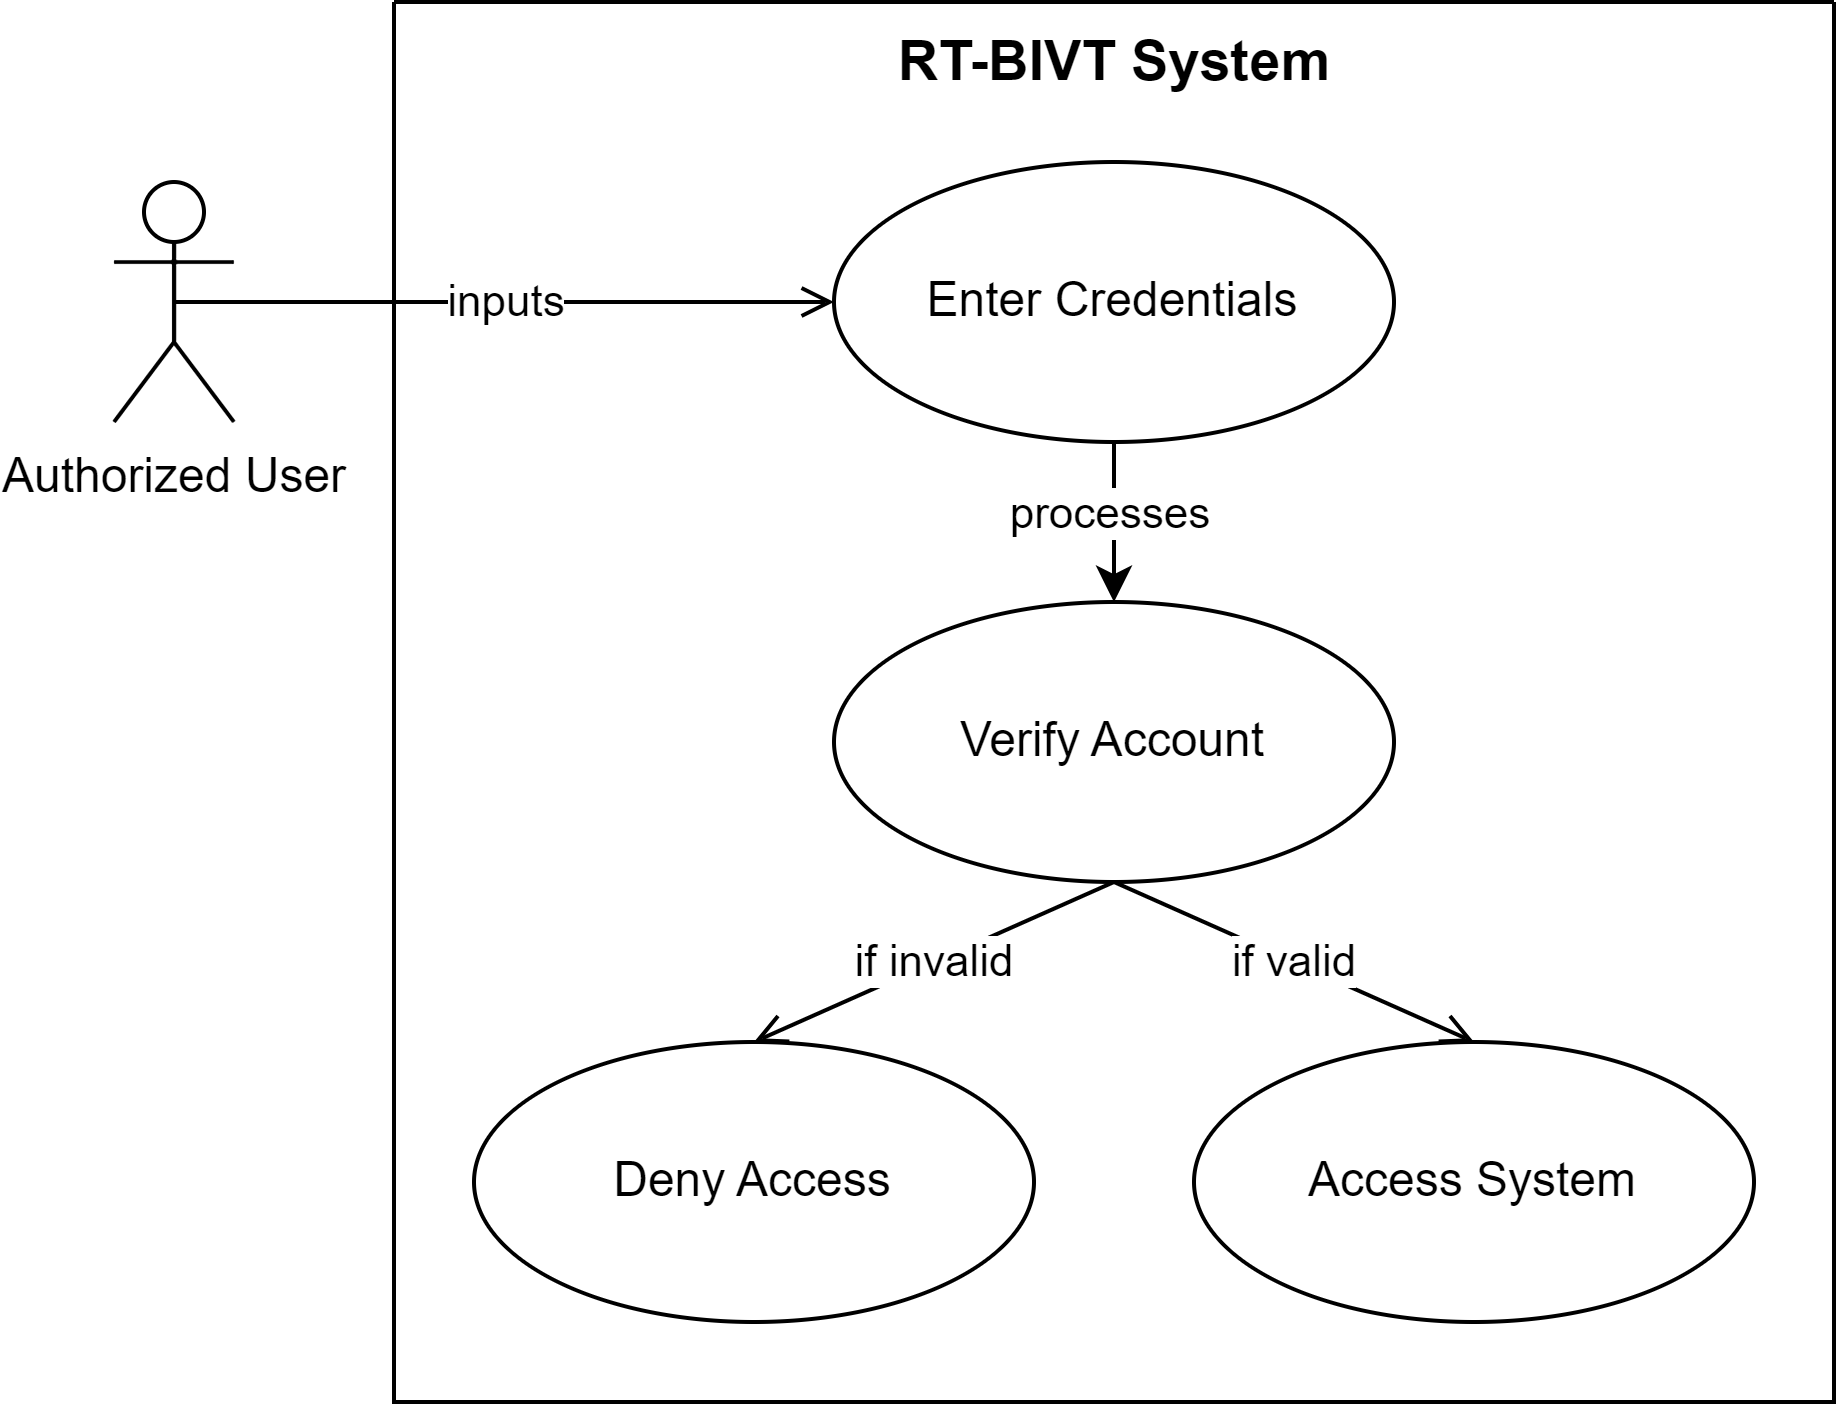 RT-BIVT System
inputs
Enter Credentials
Authorized User
processes
Verify Account
if invalid
if valid
Deny Access
Access System